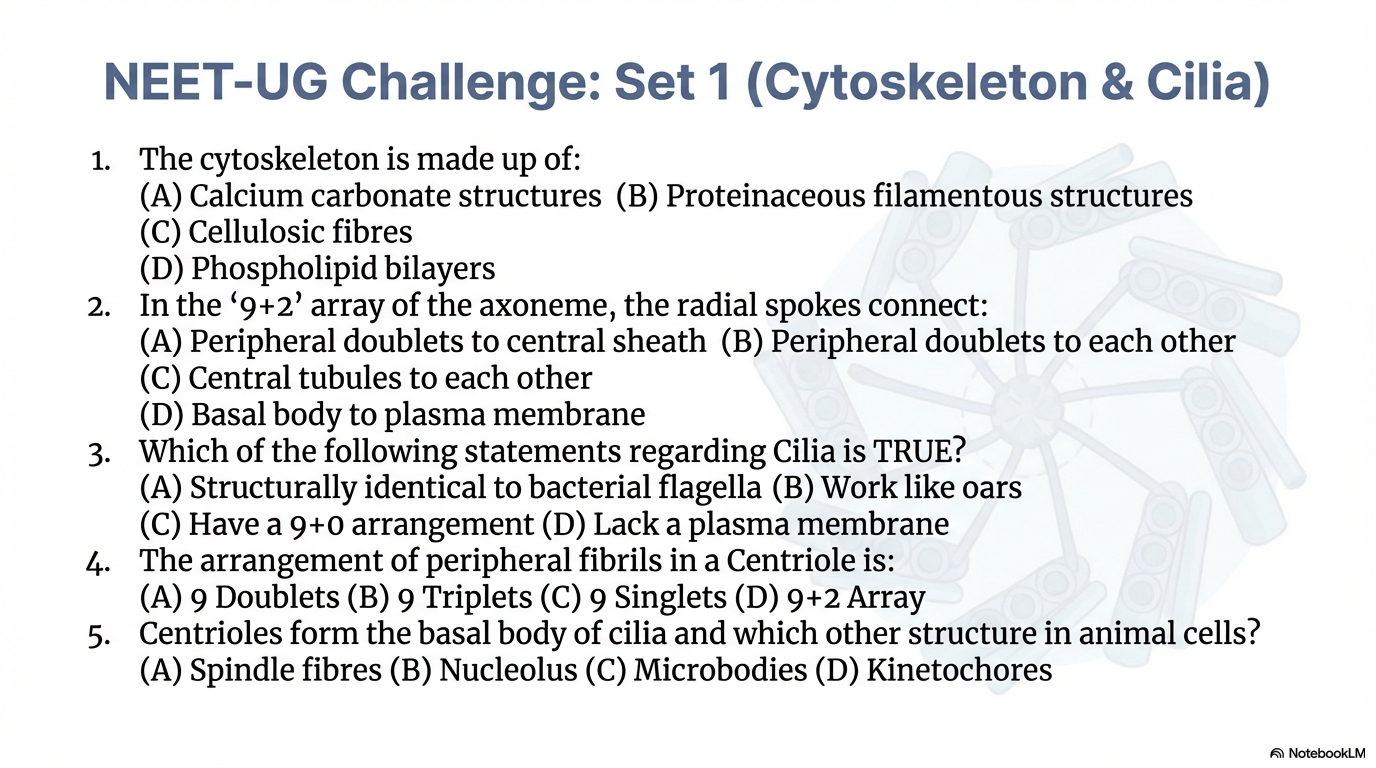 NEET-UG Challenge: Set 1 (Cytoskeleton & Cilia)
1. The cytoskeleton is made up of:
(A) Calcium carbonate structures (B) Proteinaceous filamentous structures
(C) Cellulosic fibres
(D) Phospholipid bilayers
2. In the ‘9+2’ array of the axoneme, the radial spokes connect:
(A) Peripheral doublets to central sheath (B) Peripheral doublets to each other
(C) Central tubules to each other
(D) Basal body to plasma membrane
3. Which of the following statements regarding Cilia is TRUE?
(A) Structurally identical to bacterial flagella (B) Work like oars
(C) Have a 9+0 arrangement (D) Lack a plasma membrane
4. The arrangement of peripheral fibrils in a Centriole is:
(A) 9 Doublets (B) 9 Triplets (C) 9 Singlets (D) 9+2 Array
5. Centrioles form the basal body of cilia and which other structure in animal cells?
(A) Spindle fibres (B) Nucleolus (C) Microbodies (D) Kinetochores
NotebookLM